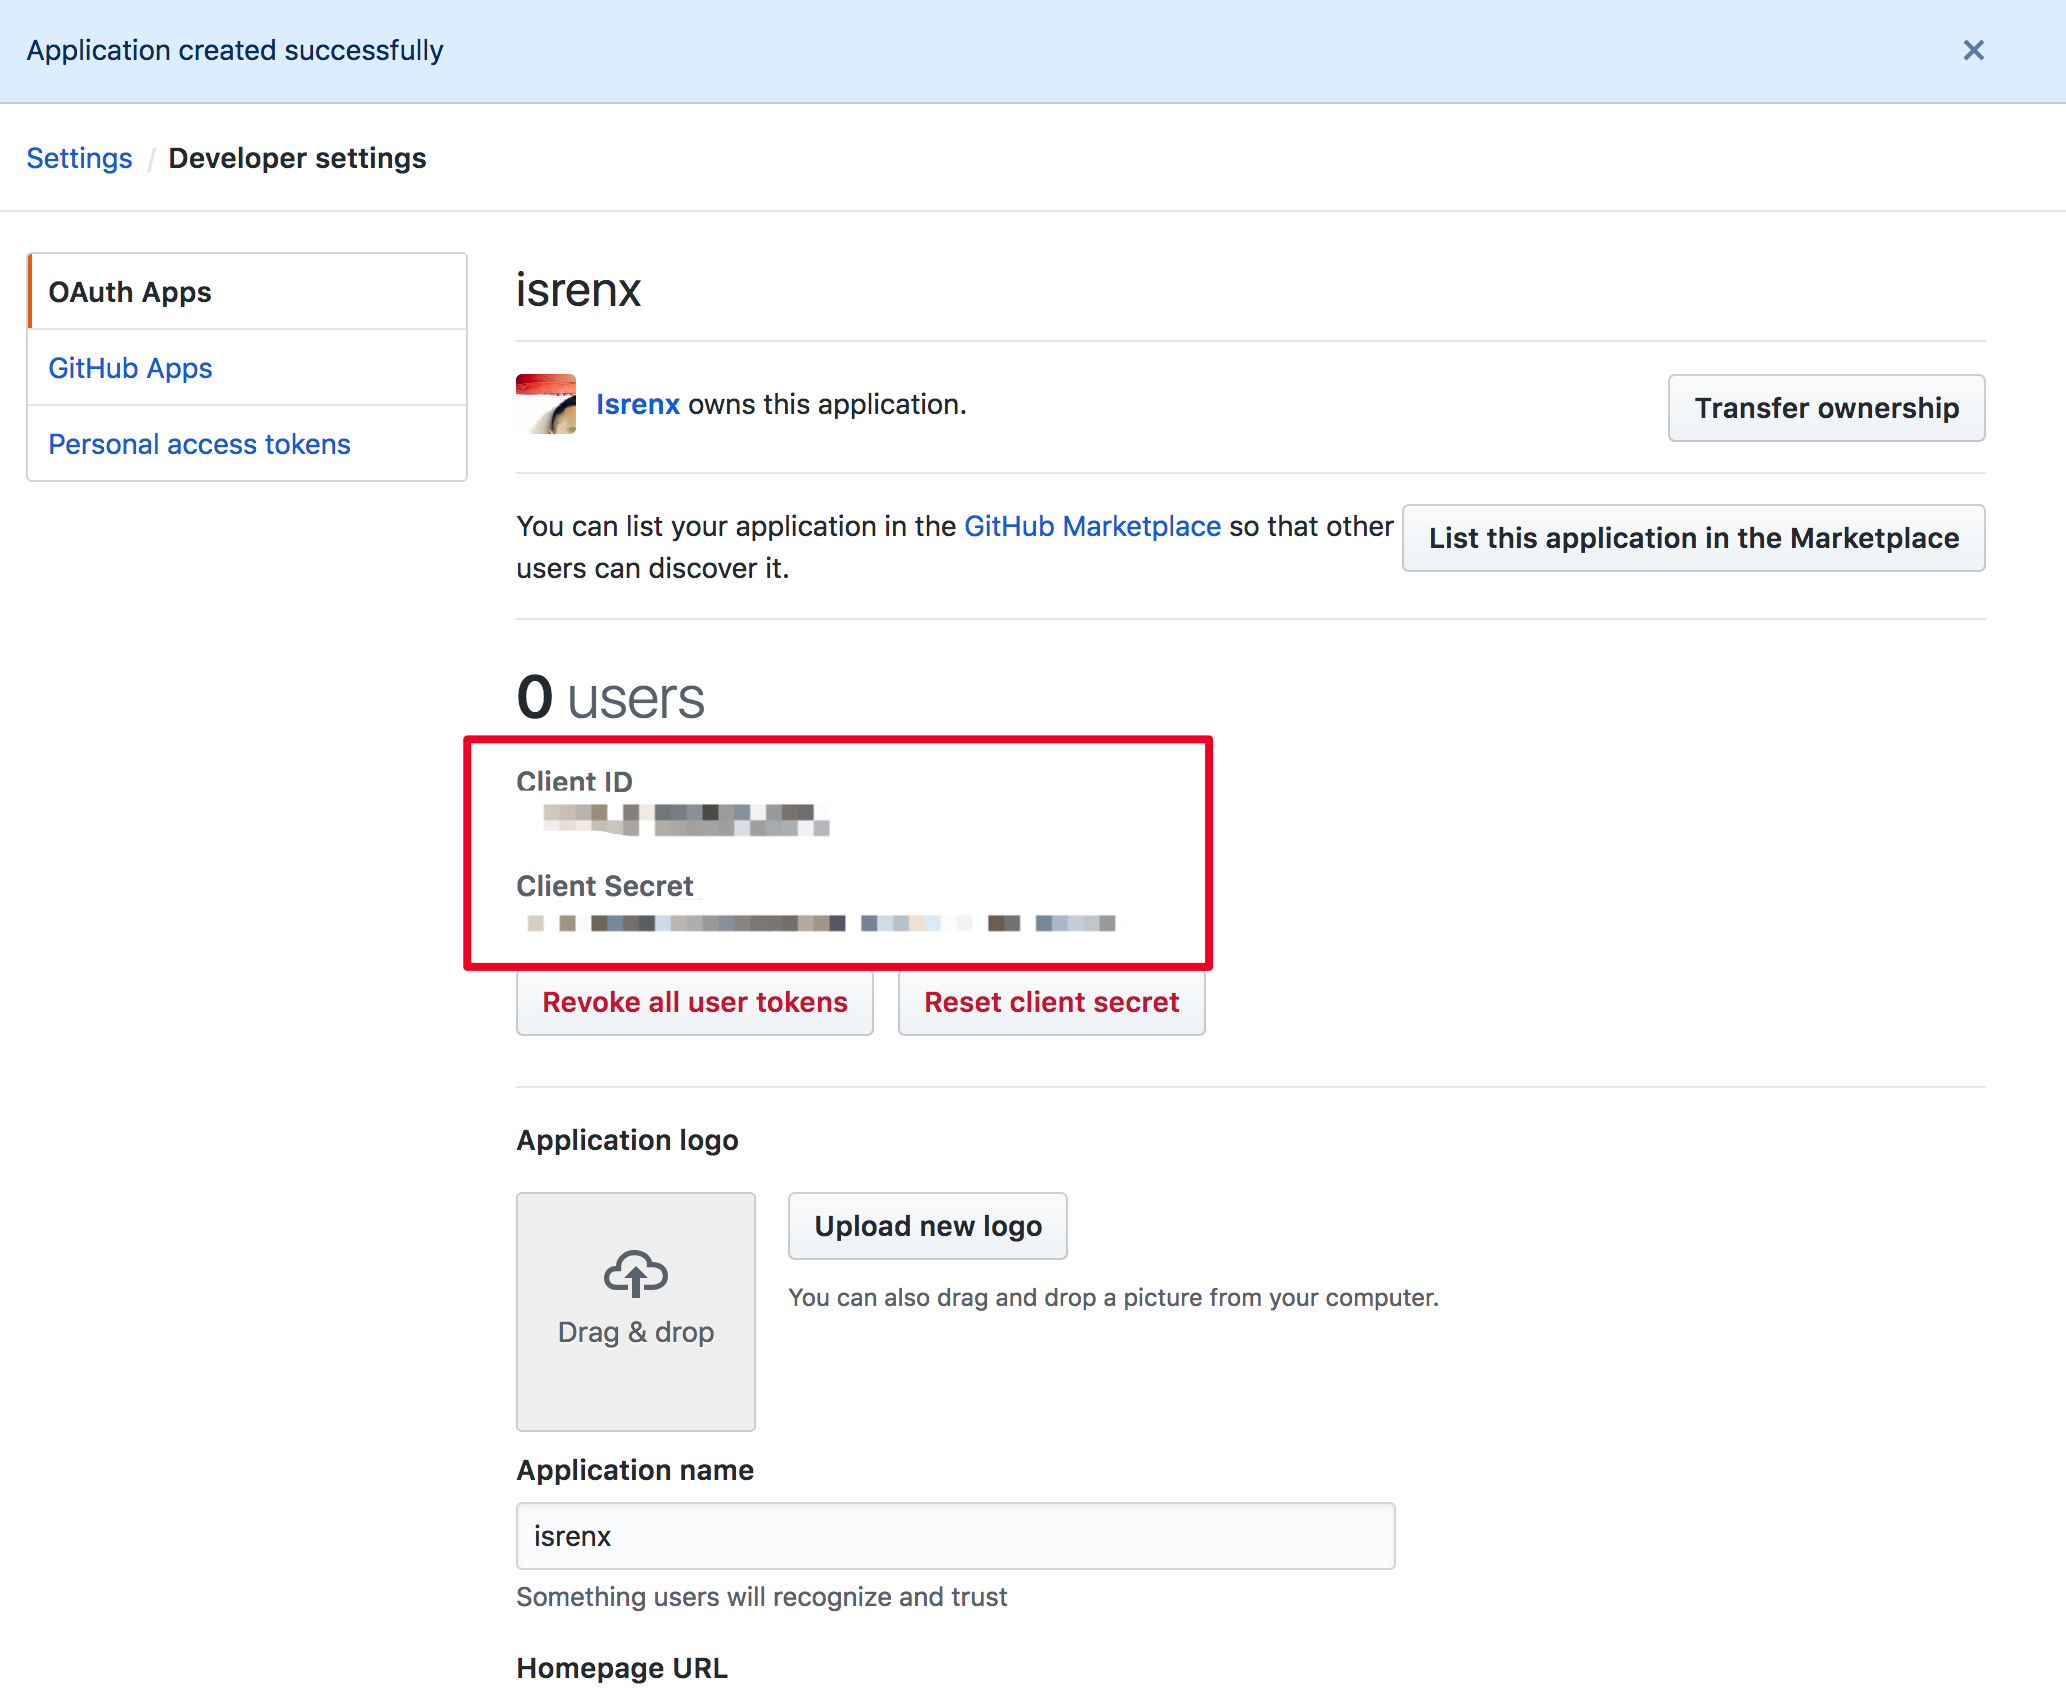 Application created successfully
Settings / Developer settings
OAuth Apps
GitHub Apps
Personal access tokens
isrenx
Isrenx owns this application.
Transfer ownership
You can list your application in the GitHub Marketplace so that other
users can discover it.
List this application in the Marketplace
0 users
Client ID
Client Secret
Revoke all user tokens
Reset client secret
Application logo
Drag & drop
Upload new logo
You can also drag and drop a picture from your computer.
Application name
isrenx
Something users will recognize and trust
Homepage URL